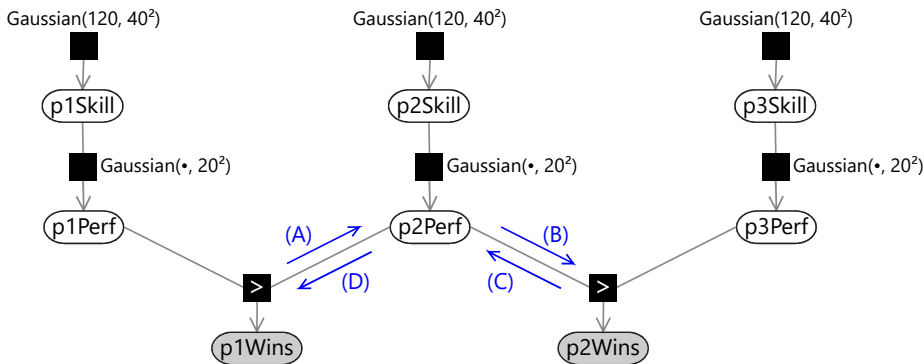 Gaussian(120, 40²) Gaussian(120, 40²) Gaussian(120, 40²)
p1Skill p2Skill p3Skill
Gaussian(•, 20²) Gaussian(•, 20²) Gaussian(•, 20²)
p1Perf p2Perf p3Perf
(A) (B)
(D) (C)
> >
p1Wins p2Wins